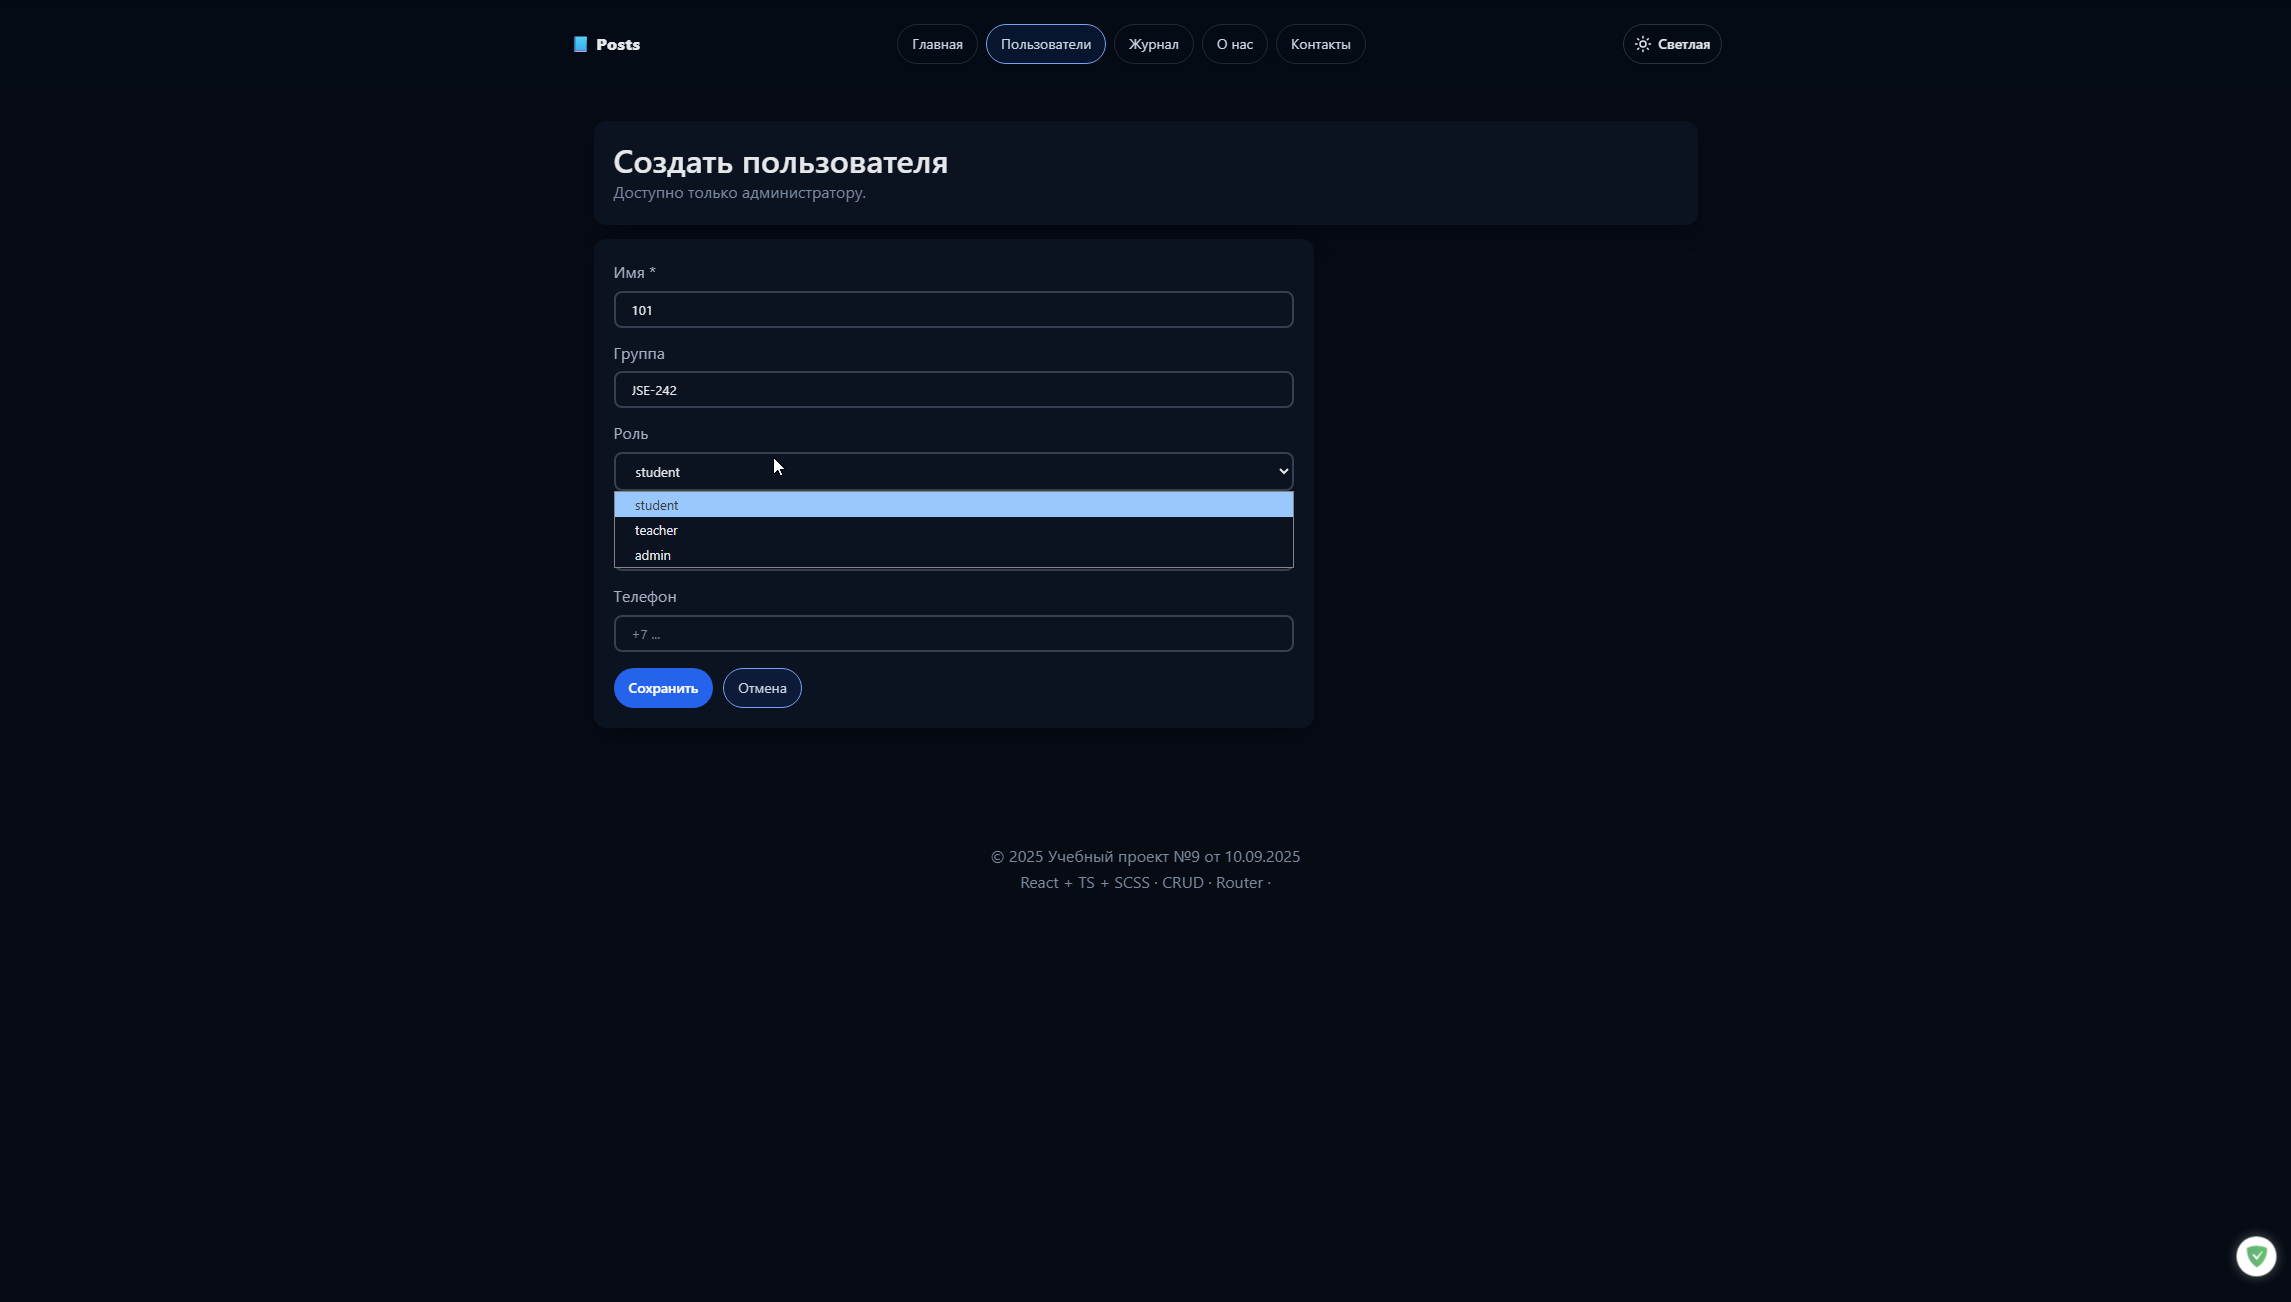 Posts
Главная
Пользователи
Журнал
О нас
Контакты
Светлая
Создать пользователя
Доступно только администратору.
Имя *
101
Группа
JSE-242
Роль
student
student
teacher
admin
Телефон
+7 ...
Сохранить
Отмена
© 2025 Учебный проект №9 от 10.09.2025
React + TS + SCSS · CRUD · Router ·